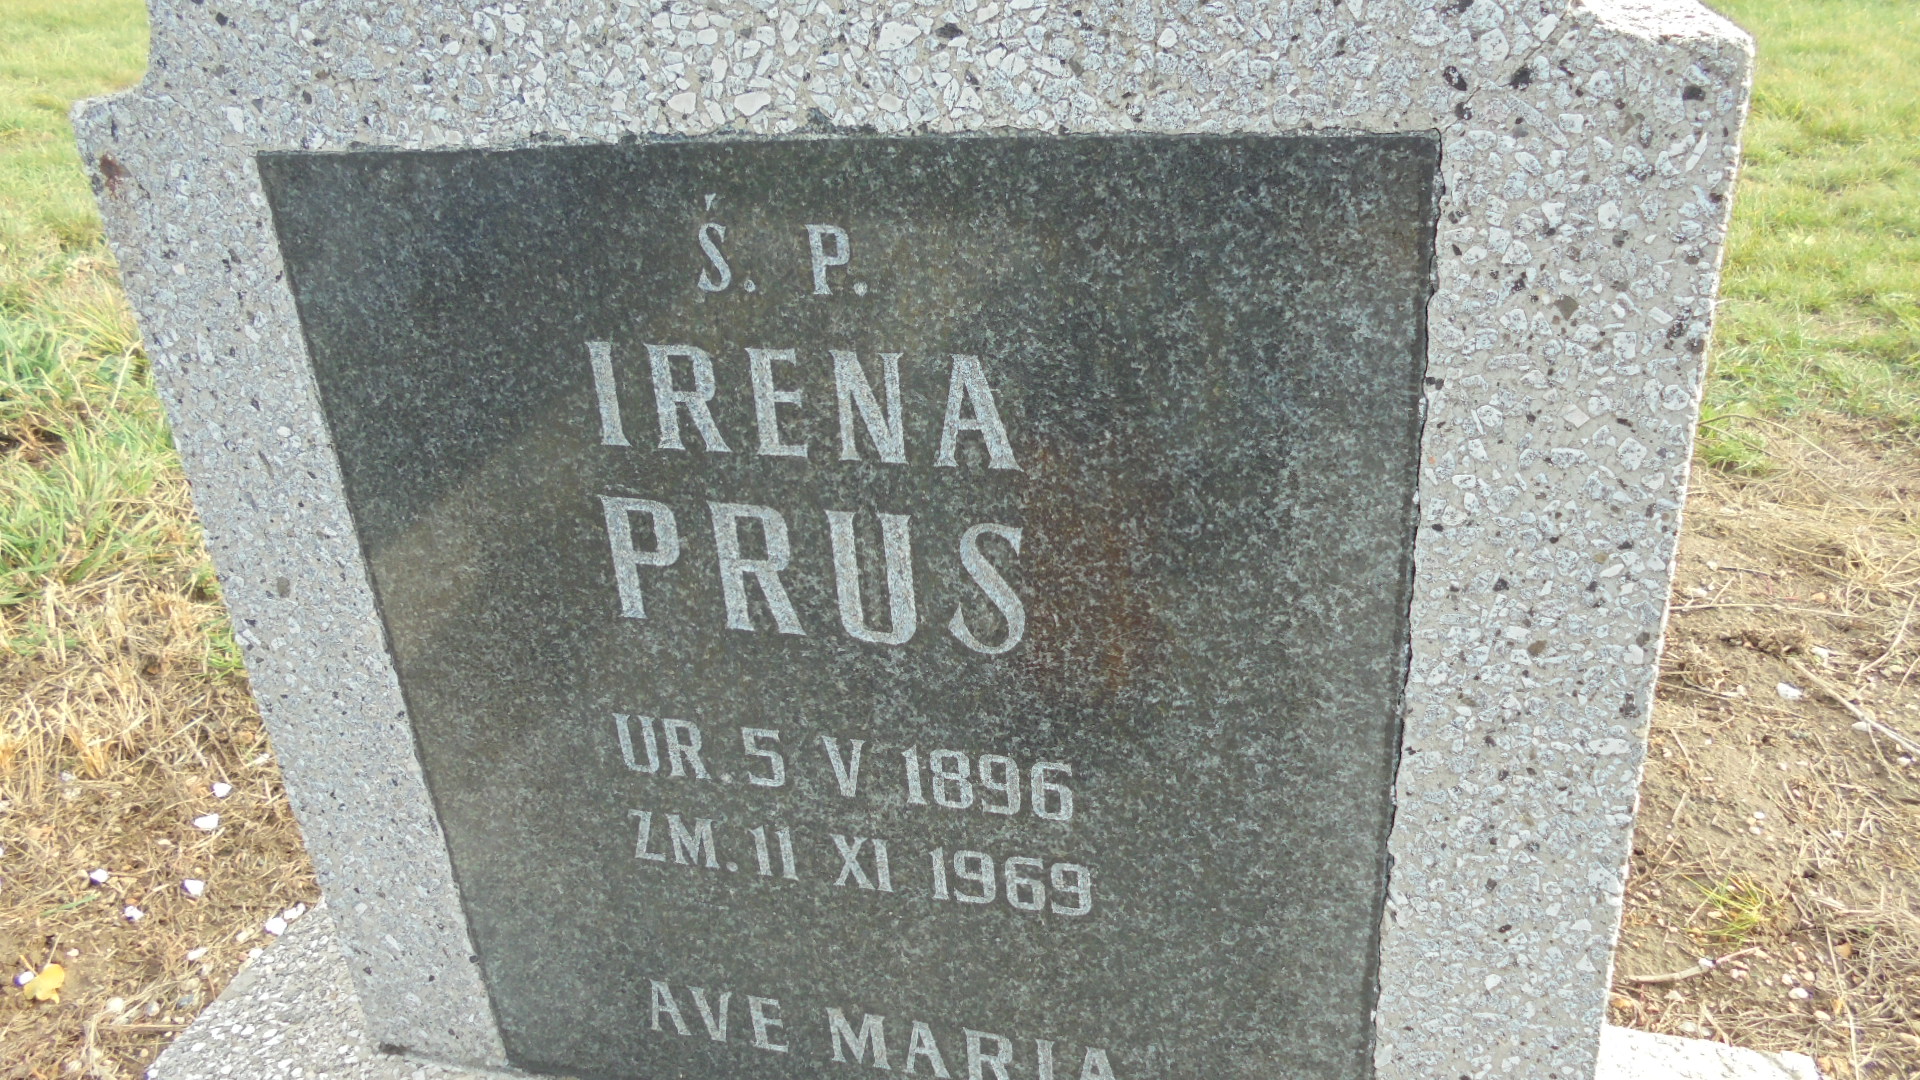 Ś. P.
IRENA
PRUS
UR. 5 V 1896
ZM. 11 XI 1969
AVE MARIA